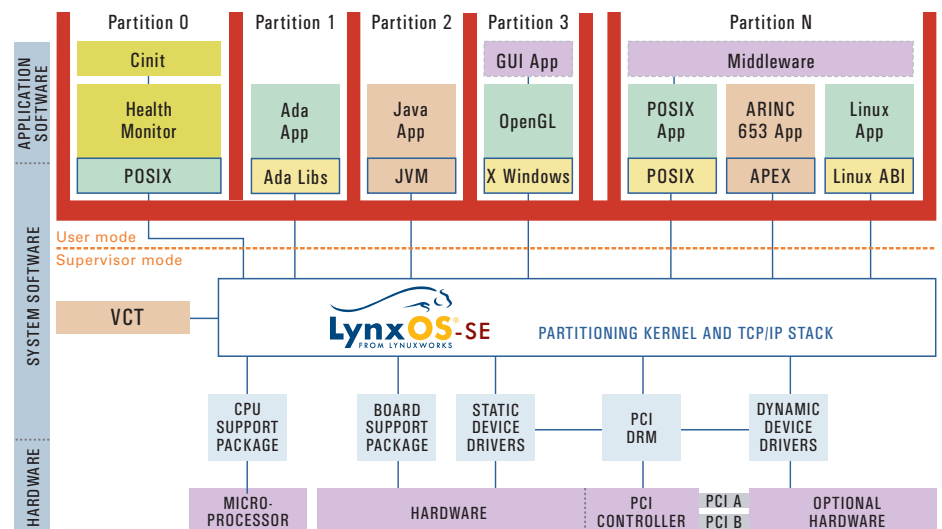 Partition 0
Partition 1
Partition 2
Partition 3
Partition N
APPLICATION
SOFTWARE
Cinit
Health
Monitor
POSIX
Ada
App
Ada Libs
Java
App
JVM
GUI App
OpenGL
X Windows
Middleware
POSIX
App
POSIX
ARINC
653 App
APEX
Linux
App
Linux ABI
SYSTEM SOFTWARE
User mode
Supervisor mode
VCT
LynxOS®-SE
FROM LYNUXWORKS
PARTITIONING KERNEL AND TCP/IP STACK
CPU
SUPPORT
PACKAGE
BOARD
SUPPORT
PACKAGE
STATIC
DEVICE
DRIVERS
PCI
DRM
DYNAMIC
DEVICE
DRIVERS
HARDWARE
MICRO-
PROCESSOR
HARDWARE
PCI
CONTROLLER
PCI A
PCI B
OPTIONAL
HARDWARE